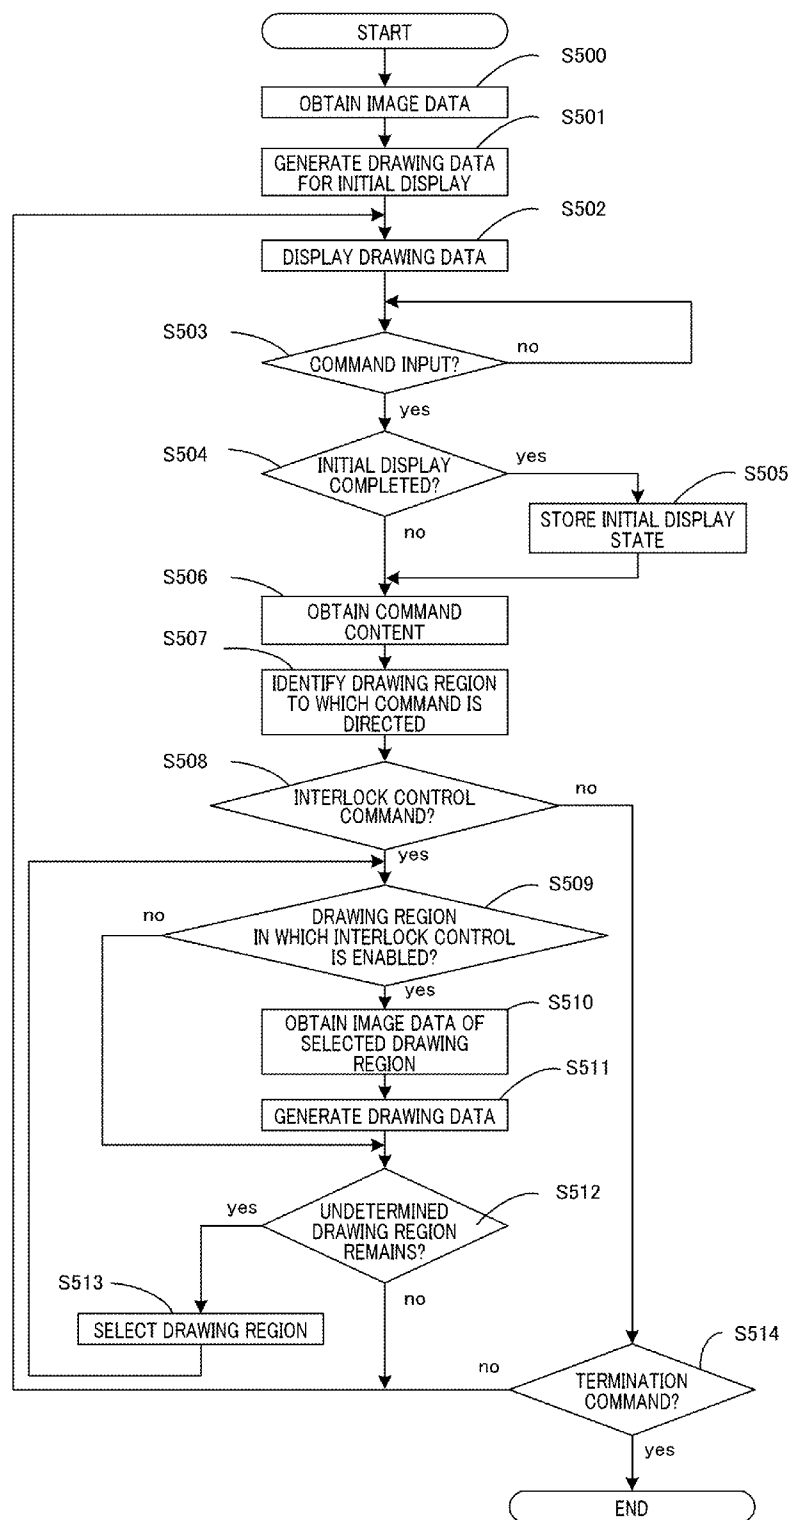 START
S500
OBTAIN IMAGE DATA
S501
GENERATE DRAWING DATA
FOR INITIAL DISPLAY
S502
DISPLAY DRAWING DATA
S503
COMMAND INPUT?
no
yes
S504
INITIAL DISPLAY
COMPLETED?
yes
no
S505
STORE INITIAL DISPLAY
STATE
S506
OBTAIN COMMAND
CONTENT
S507
IDENTIFY DRAWING REGION
TO WHICH COMMAND IS
DIRECTED
S508
INTERLOCK CONTROL
COMMAND?
no
yes
S509
DRAWING REGION
IN WHICH INTERLOCK CONTROL
IS ENABLED?
no
yes
S510
OBTAIN IMAGE DATA OF
SELECTED DRAWING
REGION
S511
GENERATE DRAWING DATA
S512
UNDETERMINED
DRAWING REGION
REMAINS?
yes
no
S513
SELECT DRAWING REGION
S514
TERMINATION
COMMAND?
no
yes
END